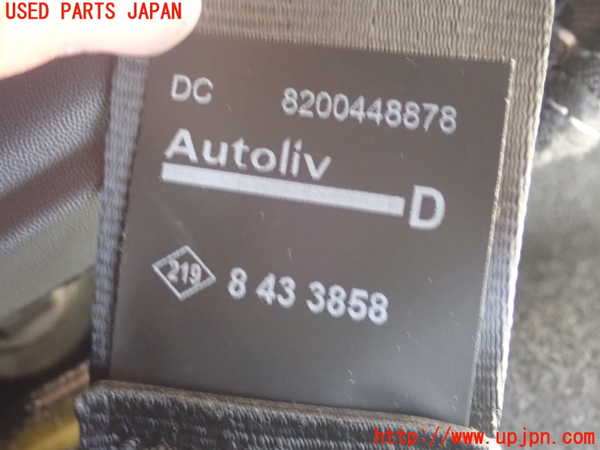 USED PARTS JAPAN
DC 8200448878
Autoliv
D
219 8 43 3858
http://www.upjpn.com